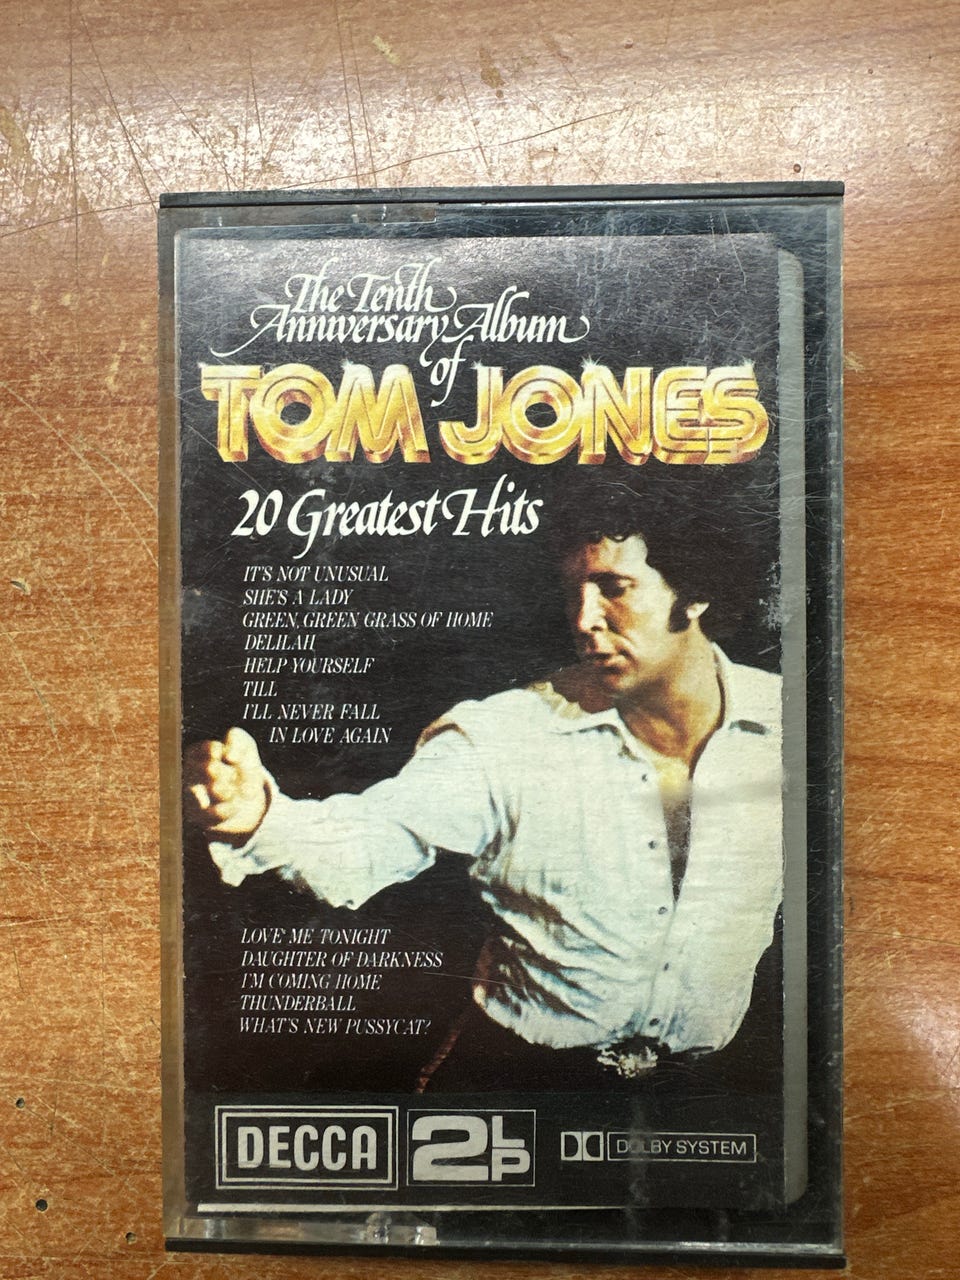 The Tenth
Anniversary Album
of
TOM JONES
20 Greatest Hits
IT'S NOT UNUSUAL
SHE'S A LADY
GREEN, GREEN GRASS OF HOME
DELILAH
HELP YOURSELF
TILL
I'LL NEVER FALL
IN LOVE AGAIN
LOVE ME TONIGHT
DAUGHTER OF DARKNESS
I'M COMING HOME
THUNDERBALL
WHAT'S NEW PUSSYCAT?
DECCA
2LP
DOLBY SYSTEM